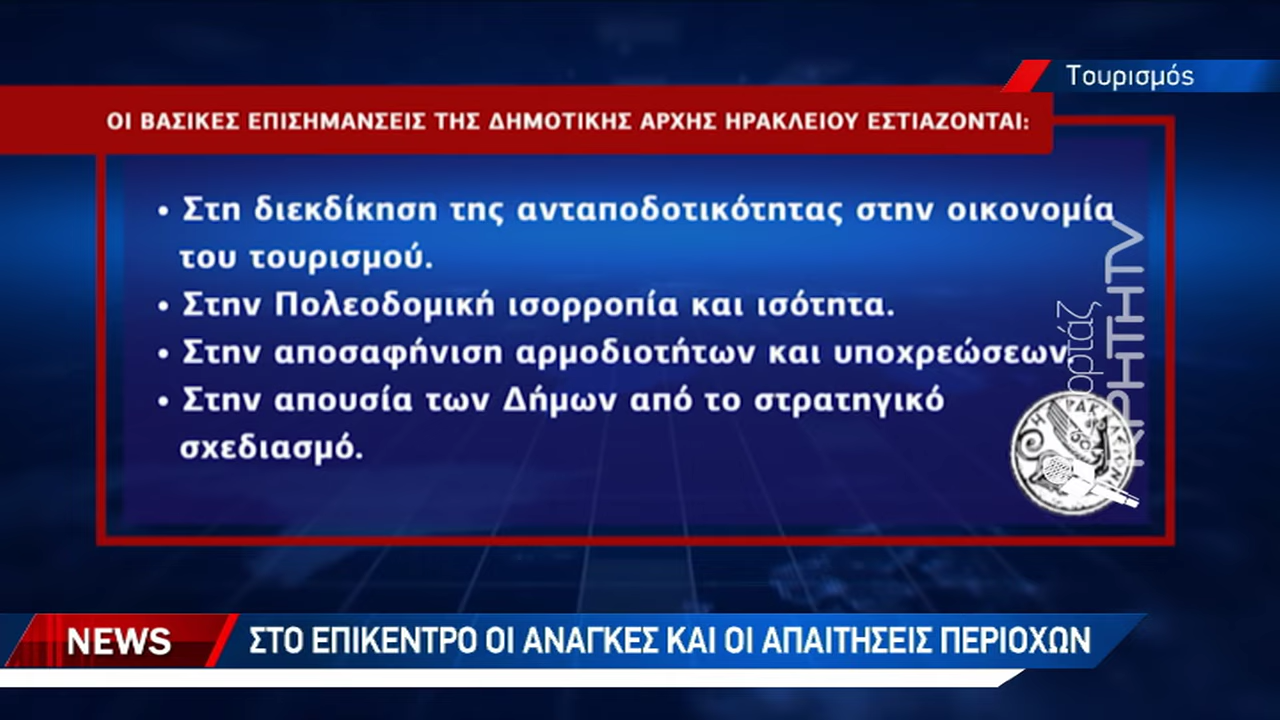 Τουρισμός
ΟΙ ΒΑΣΙΚΕΣ ΕΠΙΣΗΜΑΝΣΕΙΣ ΤΗΣ ΔΗΜΟΤΙΚΗΣ ΑΡΧΗΣ ΗΡΑΚΛΕΙΟΥ ΕΣΤΙΑΖΟΝΤΑΙ:
• Στη διεκδίκηση της ανταποδοτικότητας στην οικονομία
του τουρισμού.
• Στην Πολεοδομική ισορροπία και ισότητα.
• Στην αποσαφήνιση αρμοδιοτήτων και υποχρεώσεων.
• Στην απουσία των Δήμων από το στρατηγικό
σχεδιασμό.
ΚΡΗΤΗTV
NEWS
ΣΤΟ ΕΠΙΚΕΝΤΡΟ ΟΙ ΑΝΑΓΚΕΣ ΚΑΙ ΟΙ ΑΠΑΙΤΗΣΕΙΣ ΠΕΡΙΟΧΩΝ